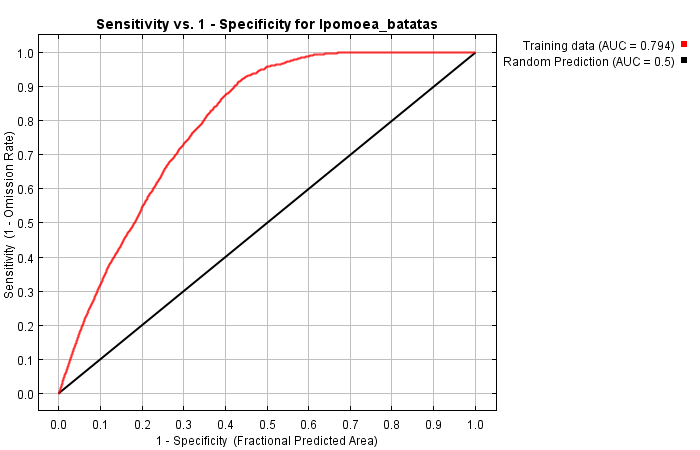 Sensitivity vs. 1 - Specificity for Ipomoea_batatas
Training data (AUC = 0.794)
Random Prediction (AUC = 0.5)
Sensitivity (1 - Omission Rate)
1.0
0.9
0.8
0.7
0.6
0.5
0.4
0.3
0.2
0.1
0.0
0.0 0.1 0.2 0.3 0.4 0.5 0.6 0.7 0.8 0.9 1.0
1 - Specificity (Fractional Predicted Area)